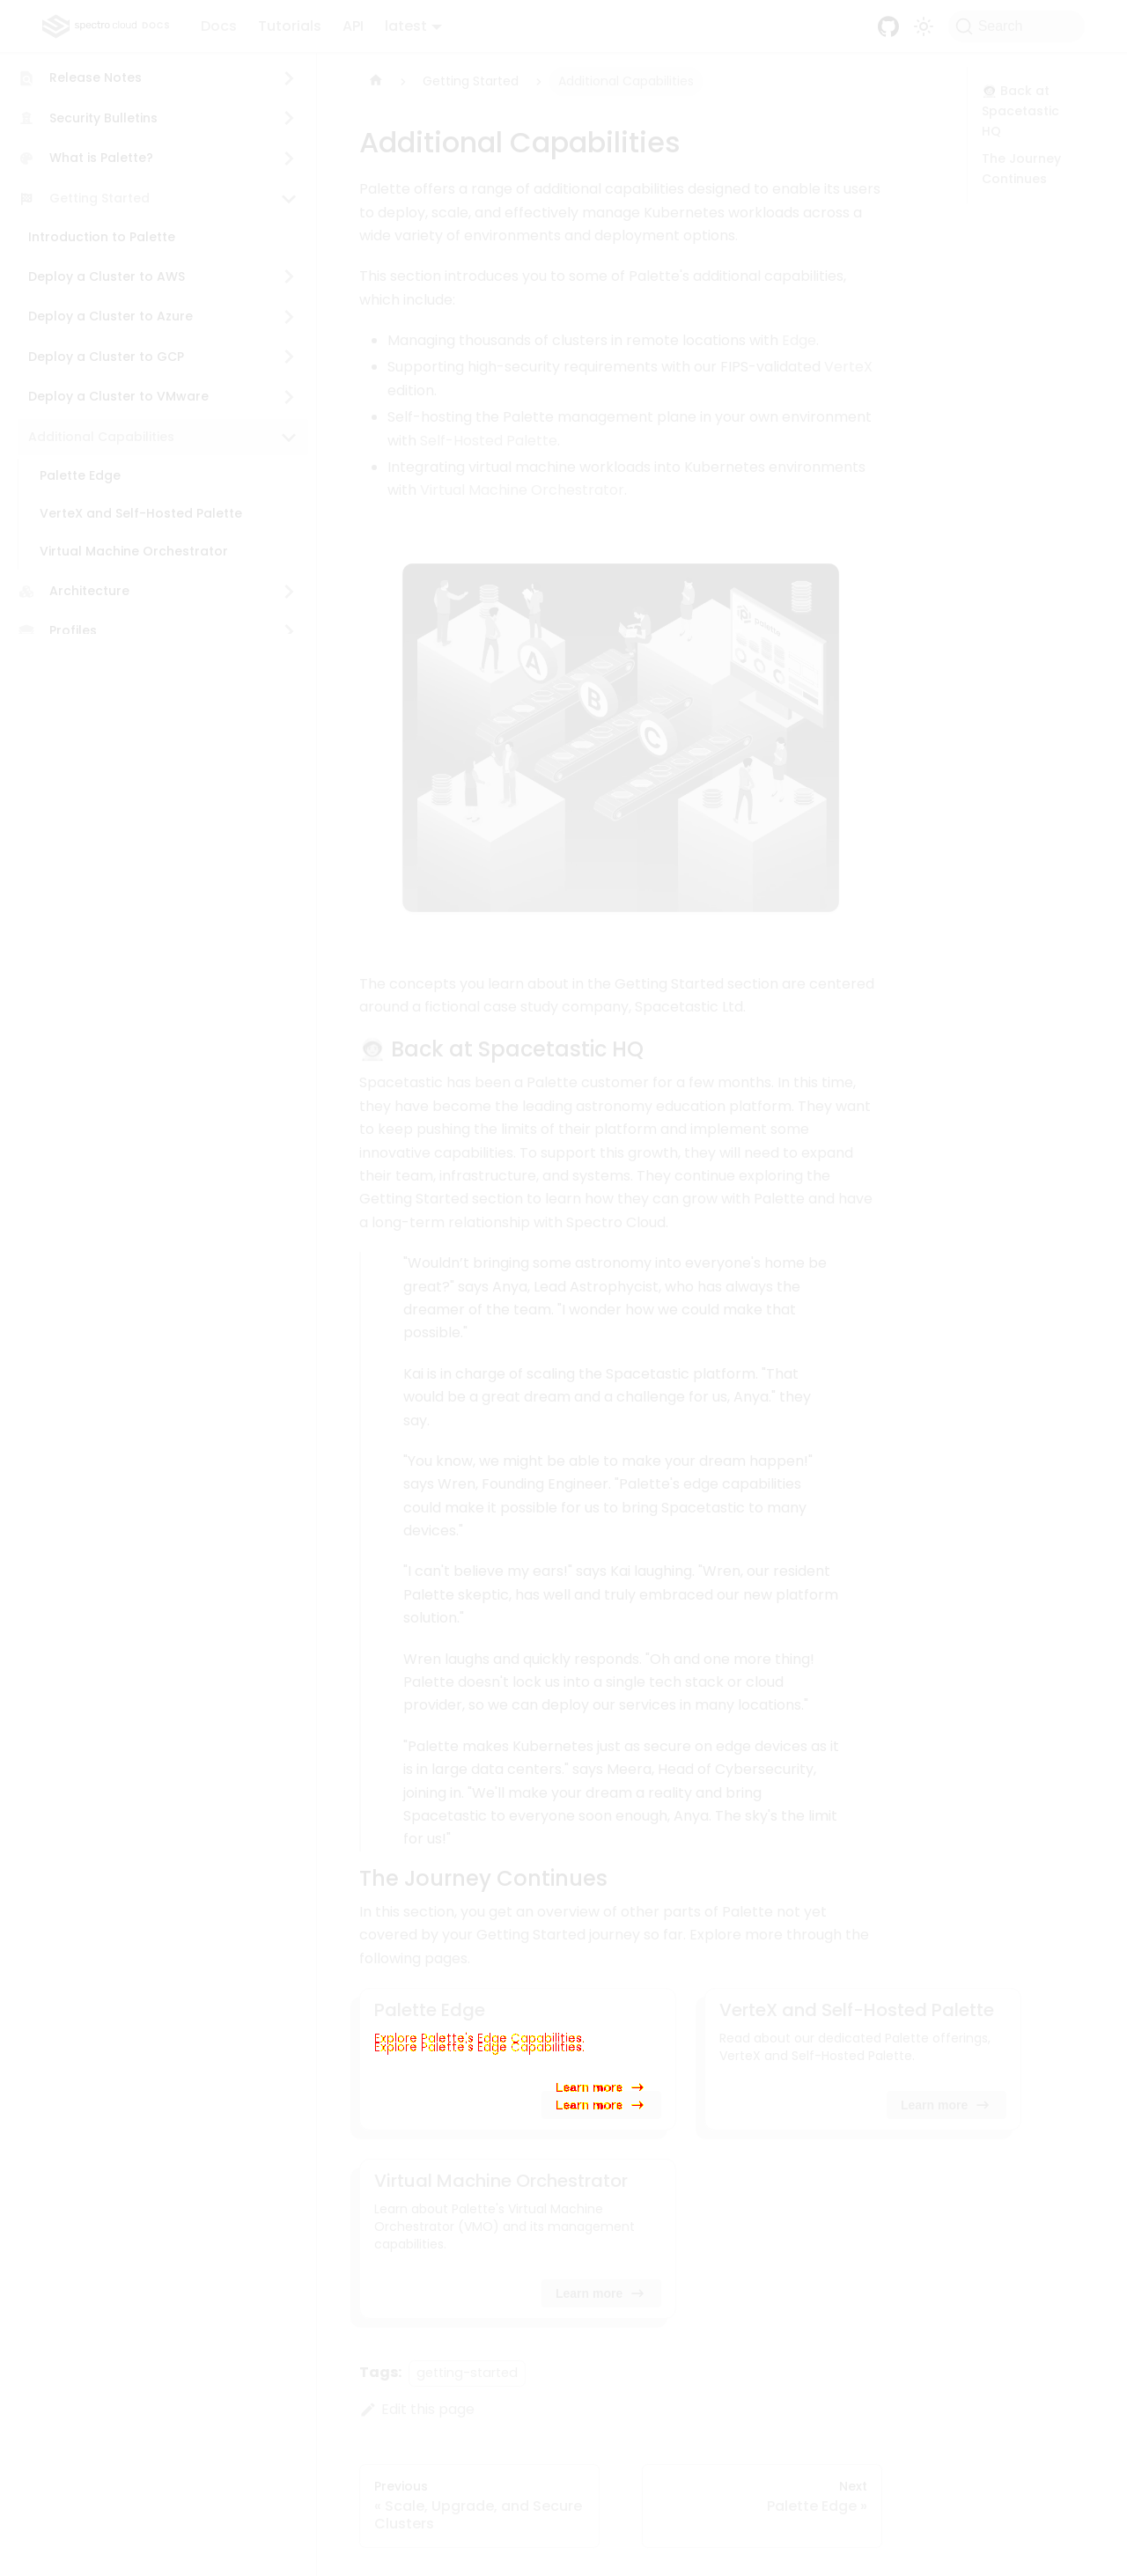 spectro cloud DOCS
Docs
Tutorials
API
latest
Search
Release Notes
Security Bulletins
What is Palette?
Getting Started
Introduction to Palette
Deploy a Cluster to AWS
Deploy a Cluster to Azure
Deploy a Cluster to GCP
Deploy a Cluster to VMware
Additional Capabilities
Palette Edge
VerteX and Self-Hosted Palette
Virtual Machine Orchestrator
Architecture
Profiles
Getting Started
Additional Capabilities
Additional Capabilities
Palette offers a range of additional capabilities designed to enable its users
to deploy, scale, and effectively manage Kubernetes workloads across a
wide variety of environments and deployment options.
This section introduces you to some of Palette's additional capabilities,
which include:
Managing thousands of clusters in remote locations with Edge.
Supporting high-security requirements with our FIPS-validated VerteX
edition.
Self-hosting the Palette management plane in your own environment
with Self-Hosted Palette.
Integrating virtual machine workloads into Kubernetes environments
with Virtual Machine Orchestrator.
palette
A
B
C
The concepts you learn about in the Getting Started section are centered
around a fictional case study company, Spacetastic Ltd.
Back at Spacetastic HQ
Spacetastic has been a Palette customer for a few months. In this time,
they have become the leading astronomy education platform. They want
to keep pushing the limits of their platform and implement some
innovative capabilities. To support this growth, they will need to expand
their team, infrastructure, and systems. They continue exploring the
Getting Started section to learn how they can grow with Palette and have
a long-term relationship with Spectro Cloud.
"Wouldn't bringing some astronomy into everyone's home be
great?" says Anya, Lead Astrophycist, who has always the
dreamer of the team. "I wonder how we could make that
possible."
Kai is in charge of scaling the Spacetastic platform. "That
would be a great dream and a challenge for us, Anya." they
say.
"You know, we might be able to make your dream happen!"
says Wren, Founding Engineer. "Palette's edge capabilities
could make it possible for us to bring Spacetastic to many
devices."
"I can't believe my ears!" says Kai laughing. "Wren, our resident
Palette skeptic, has well and truly embraced our new platform
solution."
Wren laughs and quickly responds. "Oh and one more thing!
Palette doesn't lock us into a single tech stack or cloud
provider, so we can deploy our services in many locations."
"Palette makes Kubernetes just as secure on edge devices as it
is in large data centers." says Meera, Head of Cybersecurity,
joining in. "We'll make your dream a reality and bring
Spacetastic to everyone soon enough, Anya. The sky's the limit
for us!"
The Journey Continues
In this section, you get an overview of other parts of Palette not yet
covered by your Getting Started journey so far. Explore more through the
following pages.
Palette Edge
Explore Palette's Edge Capabilities.
Explore Palette's Edge Capabilities.
Learn more
Learn more
VerteX and Self-Hosted Palette
Read about our dedicated Palette offerings,
VerteX and Self-Hosted Palette.
Learn more
Virtual Machine Orchestrator
Learn about Palette's Virtual Machine
Orchestrator (VMO) and its management
capabilities.
Learn more
Tags: getting-started
Edit this page
Previous
« Scale, Upgrade, and Secure
Clusters
Next
Palette Edge »
Back at
Spacetastic
HQ
The Journey
Continues